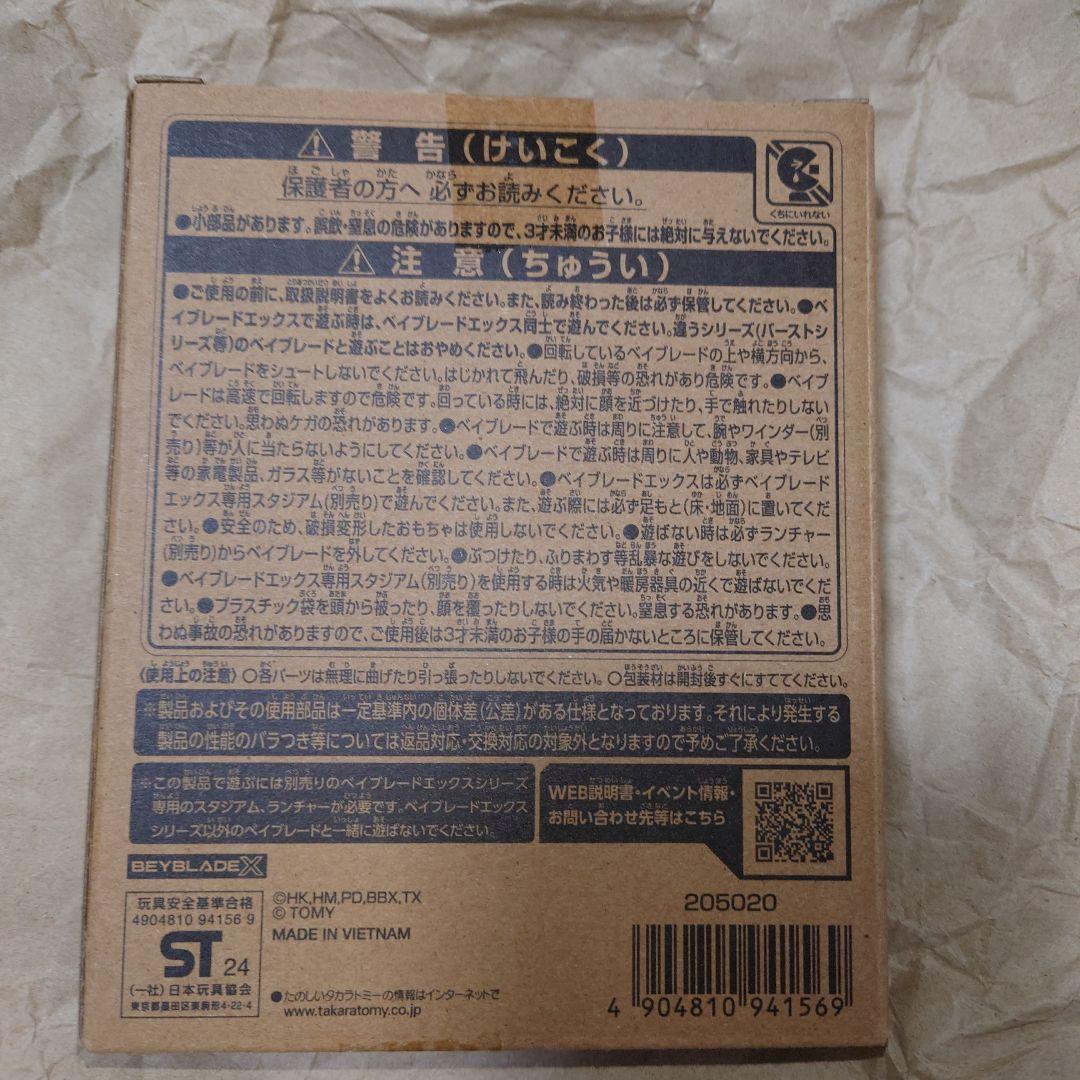 ⚠ 警告(けいこく)
保護者の方へ 必ずお読みください。
くちにいれない
●小部品があります。誤飲・窒息の危険がありますので、3才未満のお子様には絶対に与えないでください。
⚠ 注意(ちゅうい)
●ご使用の前に、取扱説明書をよくお読みください。また、読み終わった後は必ず保管してください。●ベ
イブレードエックスで遊ぶ時は、ベイブレードエックス同士で遊んでください。違うシリーズ(バーストシ
リーズ等)のベイブレードと遊ぶことはおやめください。●回転しているベイブレードの上や横方向から、
ベイブレードをシュートしないでください。はじかれて飛んだり、破損等の恐れがあり危険です。●ベイブ
レードは高速で回転しますので危険です。回っている時には、絶対に顔を近づけたり、手で触れたりしない
でください。思わぬケガの恐れがあります。●ベイブレードで遊ぶ時は周りに注意して、腕やワインダー(別
売り)等が人に当たらないようにしてください。●ベイブレードで遊ぶ時は周りに人や動物、家具やテレビ
等の家電製品、ガラス等がないことを確認してください。●ベイブレードエックスは必ずベイブレード
エックス専用スタジアム(別売り)で遊んでください。また、遊ぶ際には必ず足もと(床・地面)に置いてくだ
さい。●安全のため、破損変形したおもちゃは使用しないでください。●遊ばない時は必ずランチャー
(別売り)からベイブレードを外してください。●ぶつけたり、ふりまわす等乱暴な遊びをしないでください。
●ベイブレードエックス専用スタジアム(別売り)を使用する時は火気や暖房器具の近くで遊ばないでくだ
さい。●プラスチック袋を頭から被ったり、顔を覆ったりしないでください。窒息する恐れがあります。●思
わぬ事故の恐れがありますので、ご使用後は3才未満のお子様の手の届かないところに保管してください。
〈使用上の注意〉○各パーツは無理に曲げたり引っ張ったりしないでください。○包装材は開封後すぐにすててください。
※製品およびその使用部品は一定基準内の個体差(公差)がある仕様となっております。それにより発生する
製品の性能のバラつき等については返品対応・交換対応の対象外となりますので予めご了承ください。
※この製品で遊ぶには別売りのベイブレードエックスシリーズ
専用のスタジアム、ランチャーが必要です。ベイブレードエックス
シリーズ以外のベイブレードと一緒に遊ばないでください。
WEB説明書・イベント情報・
お問い合わせ先等はこちら
BEYBLADE X
玩具安全基準合格
4904810 94156 9
ST 24
(一社)日本玩具協会
東京都墨田区東駒形4-22-4
©HK,HM,PD,BBX,TX
© TOMY
MADE IN VIETNAM
●たのしいタカラトミーの情報はインターネットで
www.takaratomy.co.jp
205020
4 904810 941569